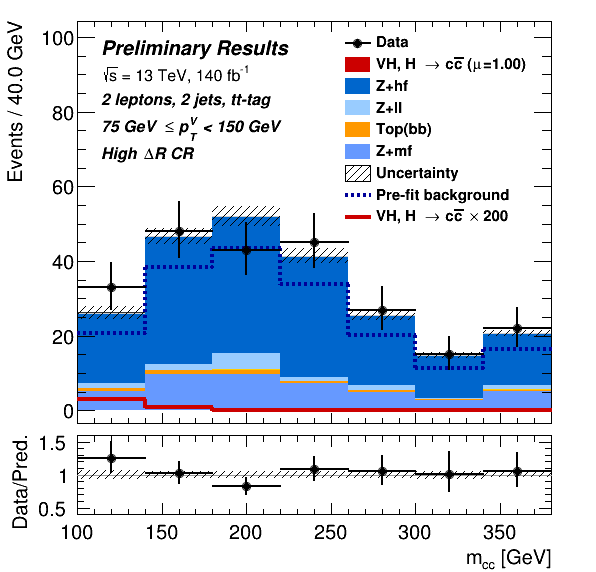 Preliminary Results
√s = 13 TeV, 140 fb⁻¹
2 leptons, 2 jets, tt-tag
75 GeV ≤ p_T^V < 150 GeV
High ΔR CR
Data
VH, H → cc̅ (μ=1.00)
Z+hf
Z+ll
Top(bb)
Z+mf
Uncertainty
Pre-fit background
VH, H → cc̅ × 200
Events / 40.0 GeV
100
80
60
40
20
0
Data/Pred.
1.5
1
0.5
100 150 200 250 300 350
m_cc [GeV]